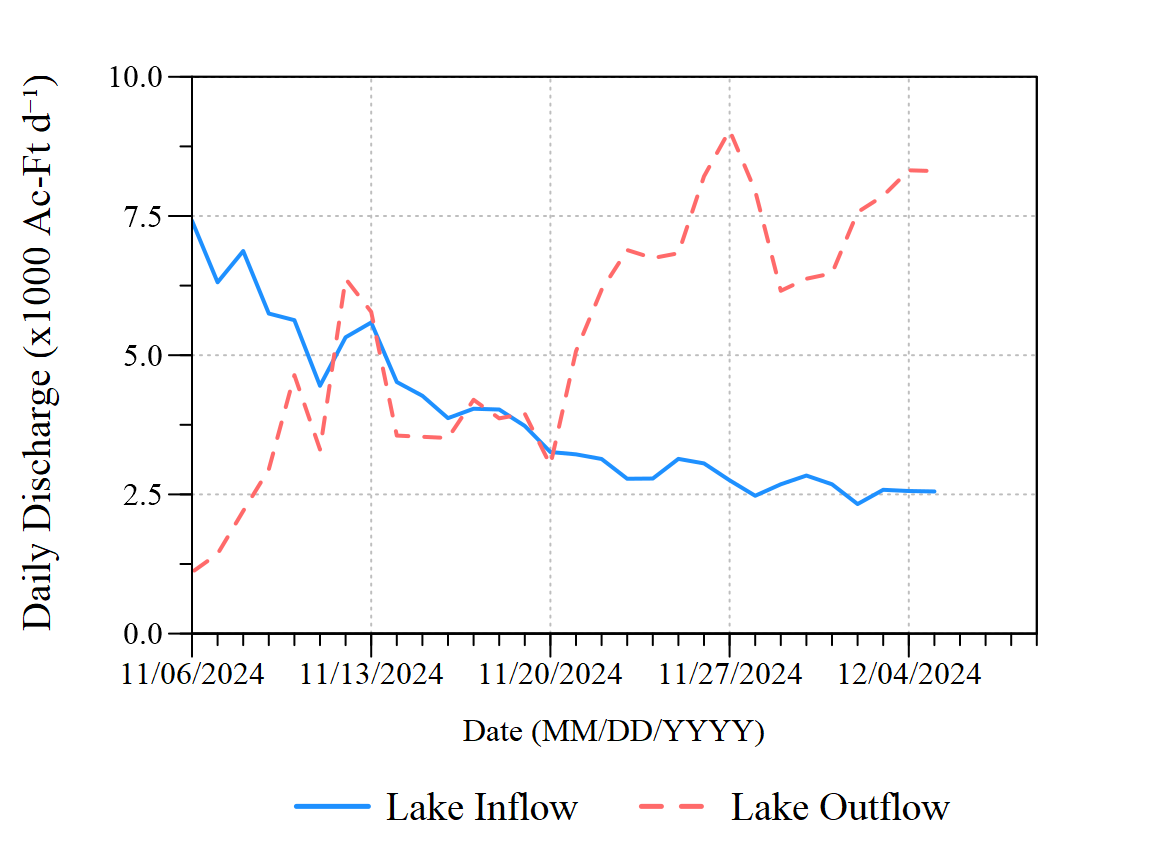 Daily Discharge (x1000 Ac-Ft d⁻¹)
10.0
7.5
5.0
2.5
0.0
11/06/2024 11/13/2024 11/20/2024 11/27/2024 12/04/2024
Date (MM/DD/YYYY)
Lake Inflow Lake Outflow